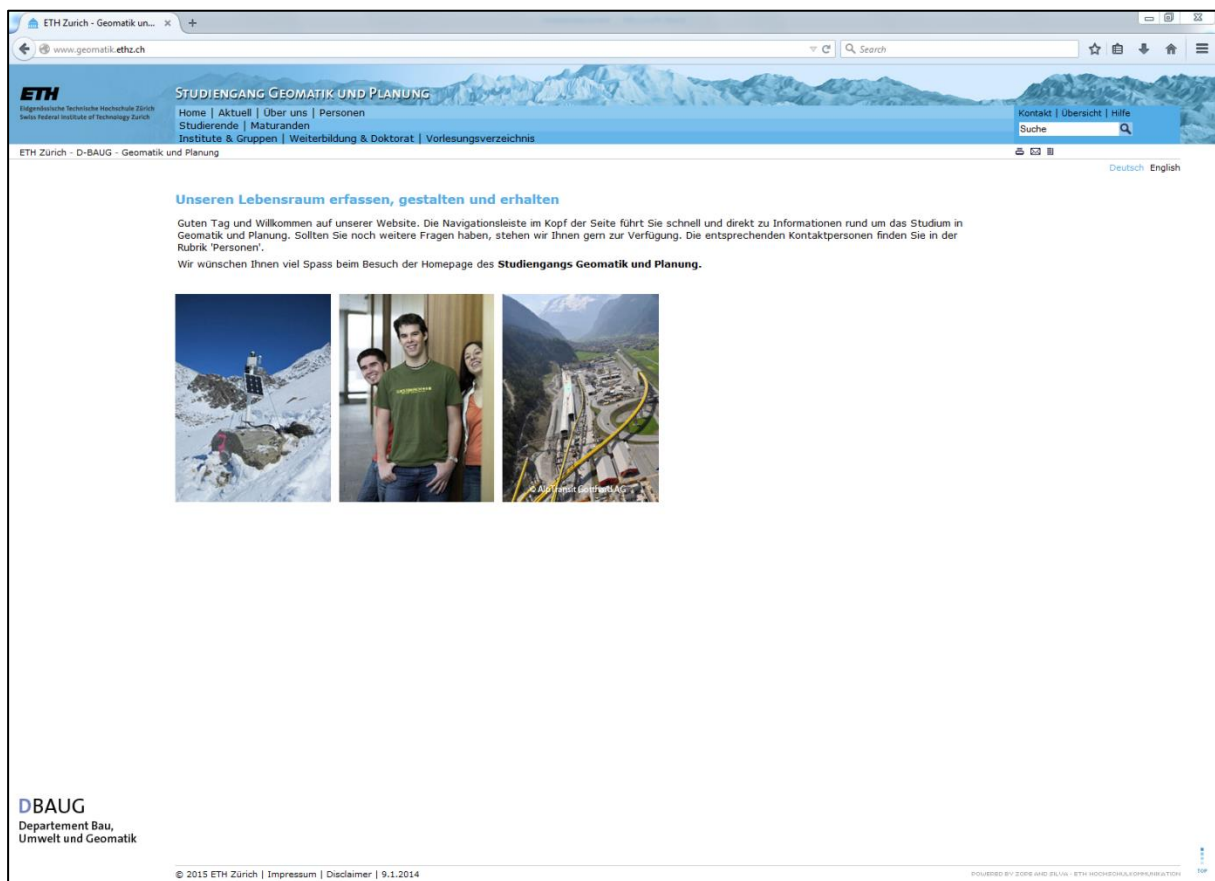 ETH Zurich - Geomatik un...
www.geomatik.ethz.ch
Search
ETH
Eidgenössische Technische Hochschule Zürich
Swiss Federal Institute of Technology Zurich
STUDIENGANG GEOMATIK UND PLANUNG
Home | Aktuell | Über uns | Personen
Studierende | Maturanden
Institute & Gruppen | Weiterbildung & Doktorat | Vorlesungsverzeichnis
Kontakt | Übersicht | Hilfe
Suche
ETH Zürich - D-BAUG - Geomatik und Planung
Deutsch English
Unseren Lebensraum erfassen, gestalten und erhalten
Guten Tag und Willkommen auf unserer Website. Die Navigationsleiste im Kopf der Seite führt Sie schnell und direkt zu Informationen rund um das Studium in
Geomatik und Planung. Sollten Sie noch weitere Fragen haben, stehen wir Ihnen gern zur Verfügung. Die entsprechenden Kontaktpersonen finden Sie in der
Rubrik 'Personen'.
Wir wünschen Ihnen viel Spass beim Besuch der Homepage des Studiengangs Geomatik und Planung.
© AlpTransit Gotthard AG
DBAUG
Departement Bau,
Umwelt und Geomatik
© 2015 ETH Zürich | Impressum | Disclaimer | 9.1.2014
POWERED BY ZOPE AND SILVA - ETH HOCHSCHULKOMMUNIKATION
TOP